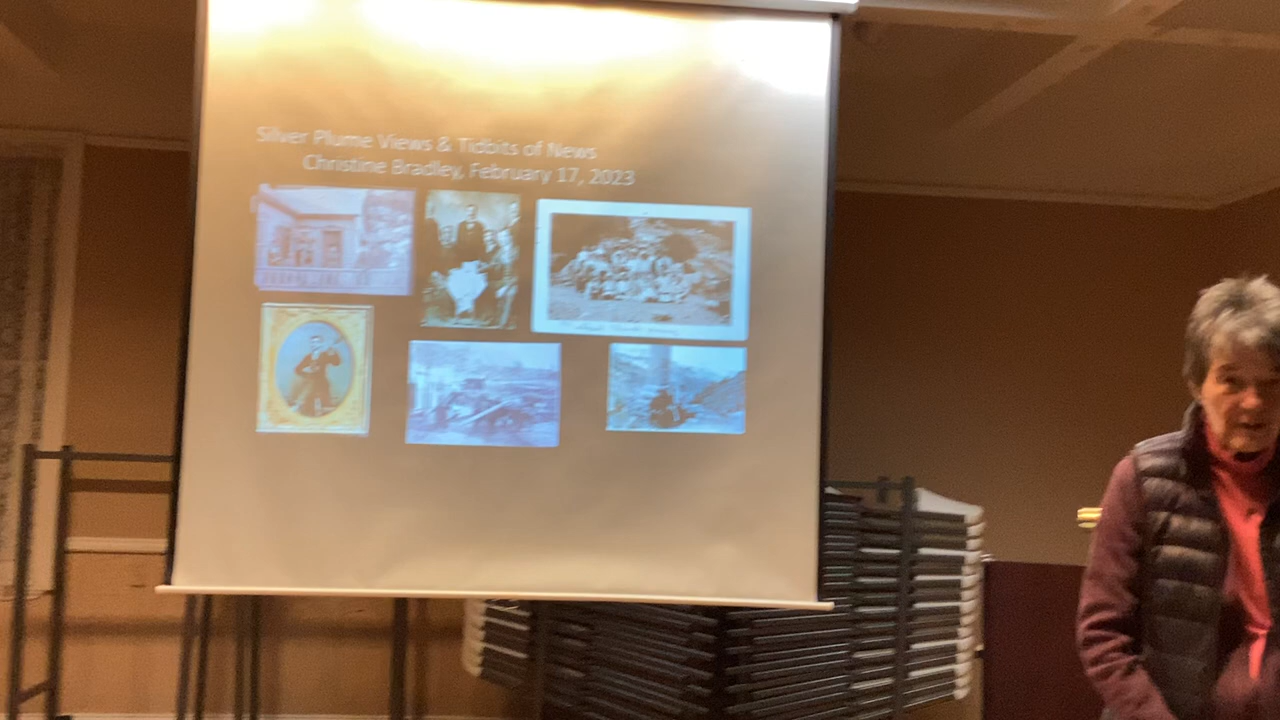 Silver Plume Views & Tidbits of News
Christine Bradley, February 17, 2023